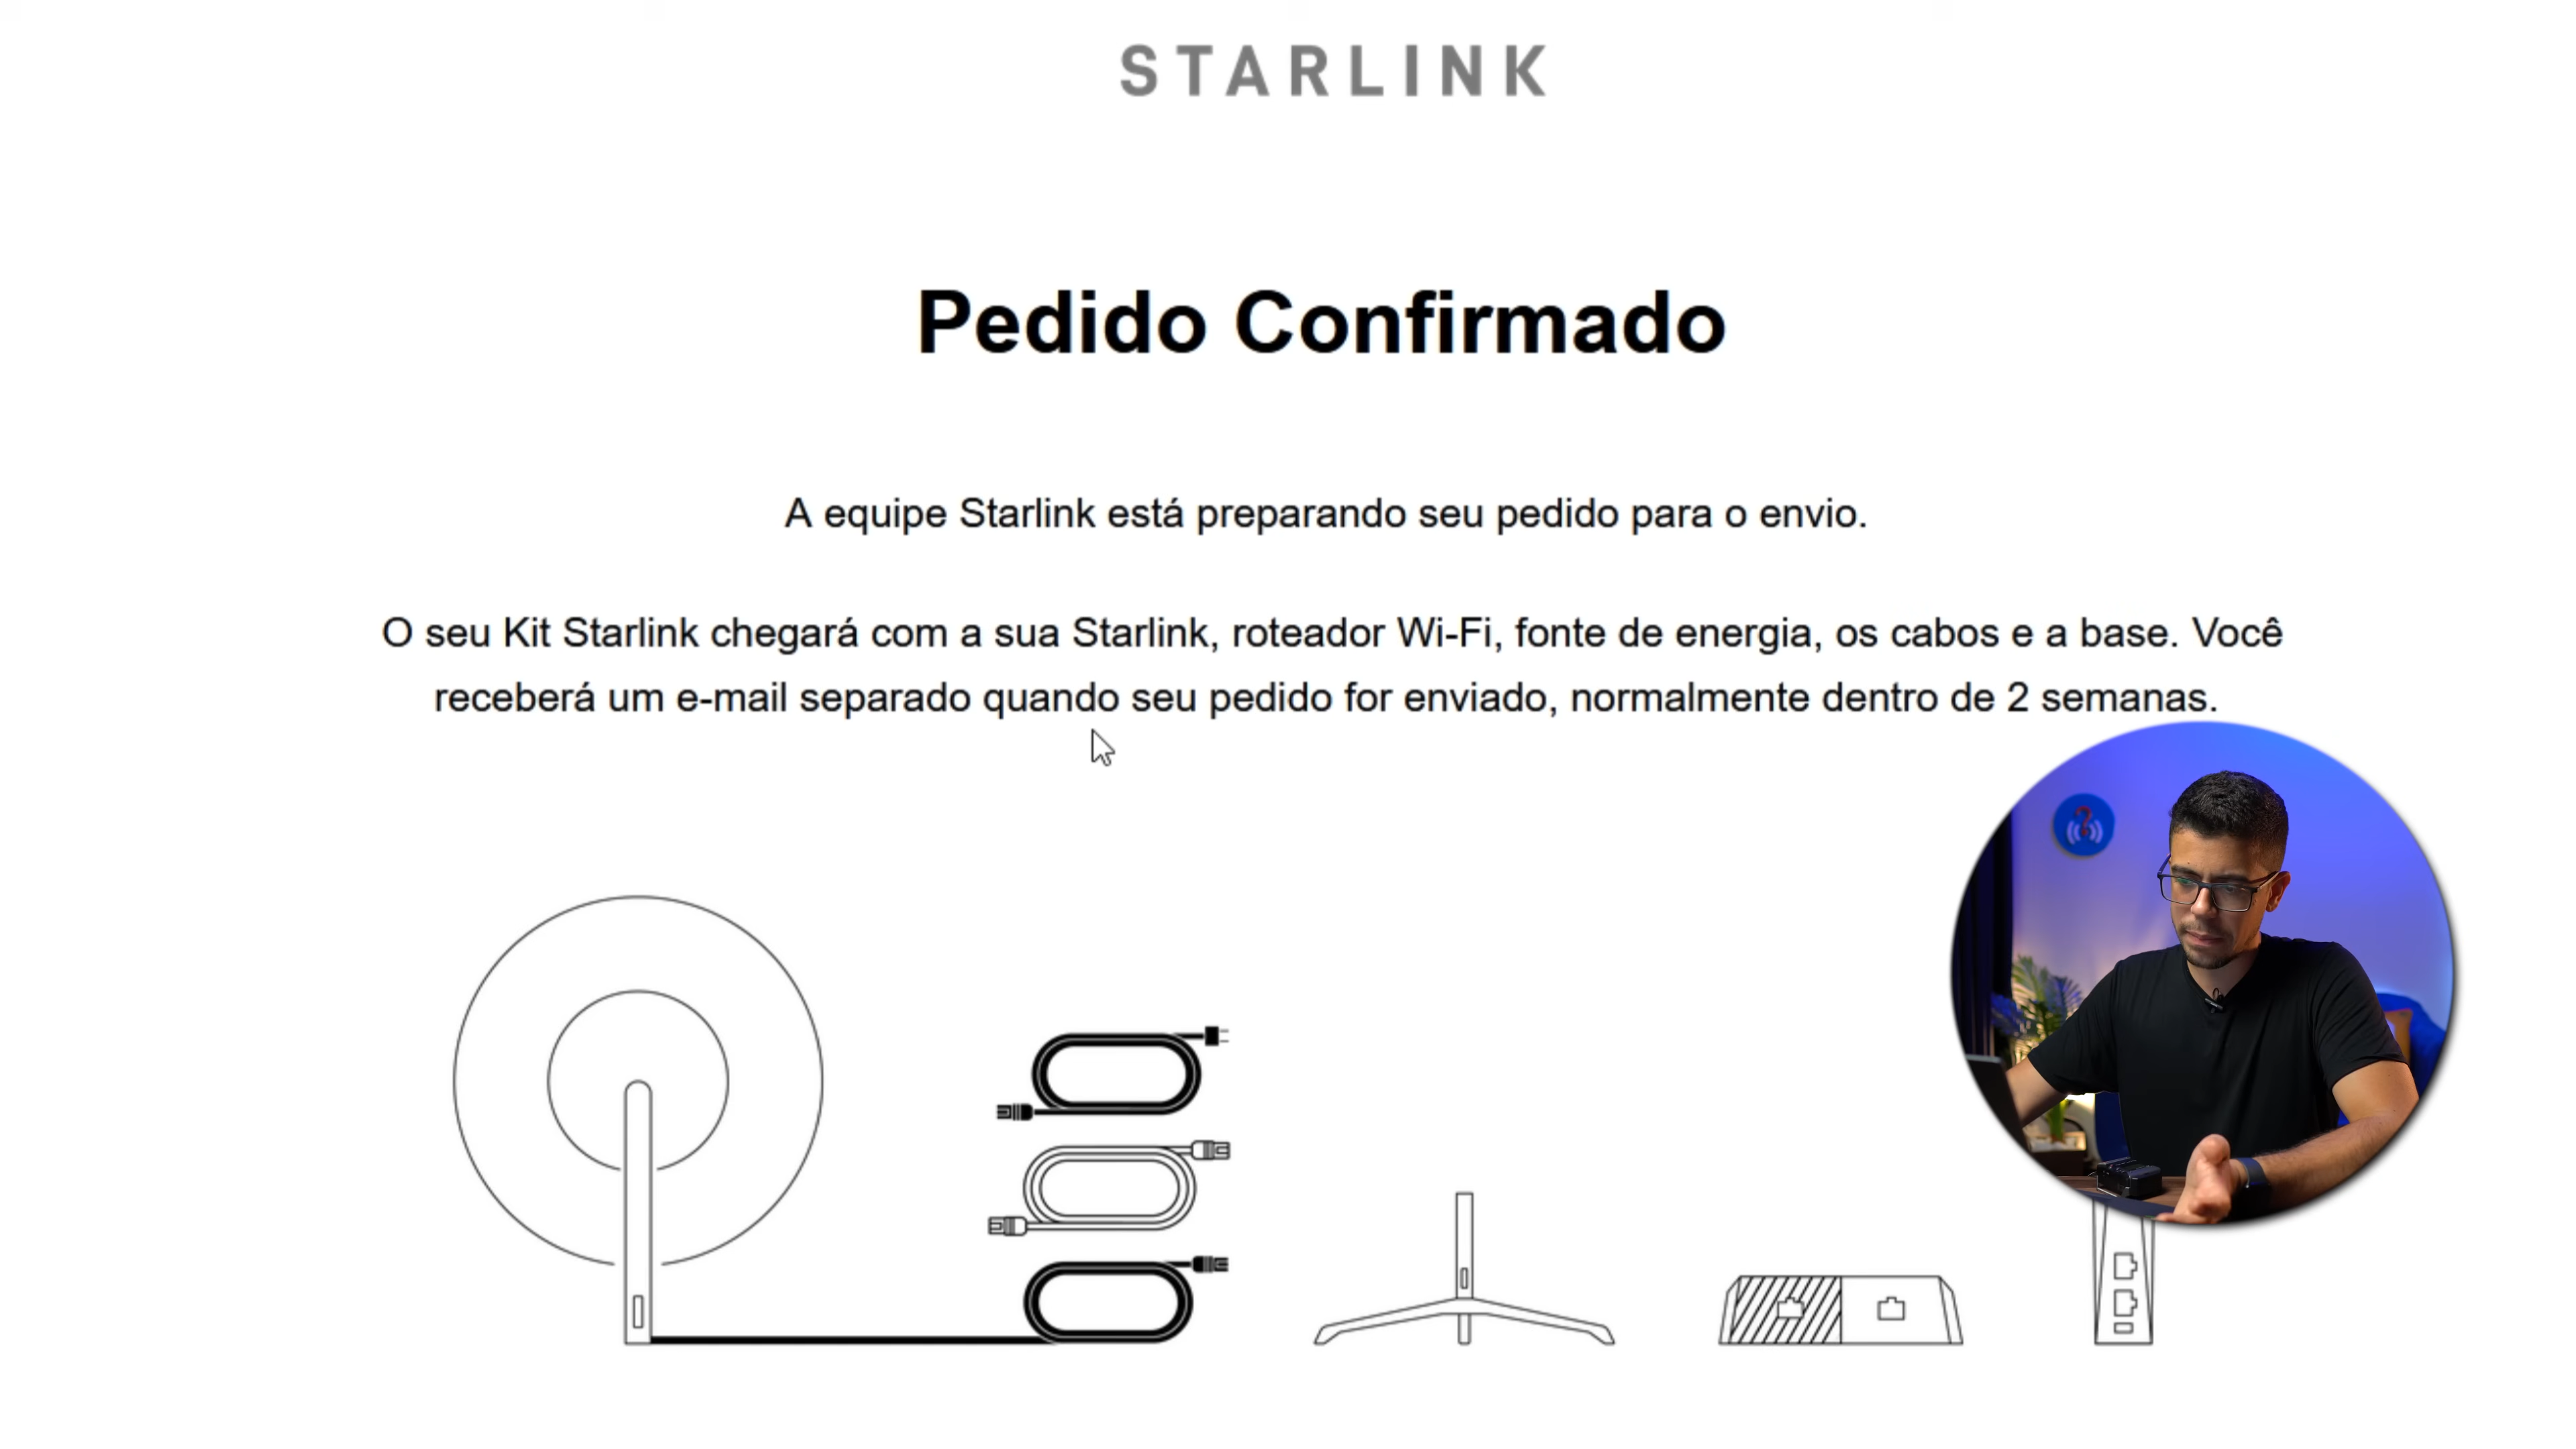 STARLINK
Pedido Confirmado
A equipe Starlink está preparando seu pedido para o envio.
O seu Kit Starlink chegará com a sua Starlink, roteador Wi-Fi, fonte de energia, os cabos e a base. Você
receberá um e-mail separado quando seu pedido for enviado, normalmente dentro de 2 semanas.